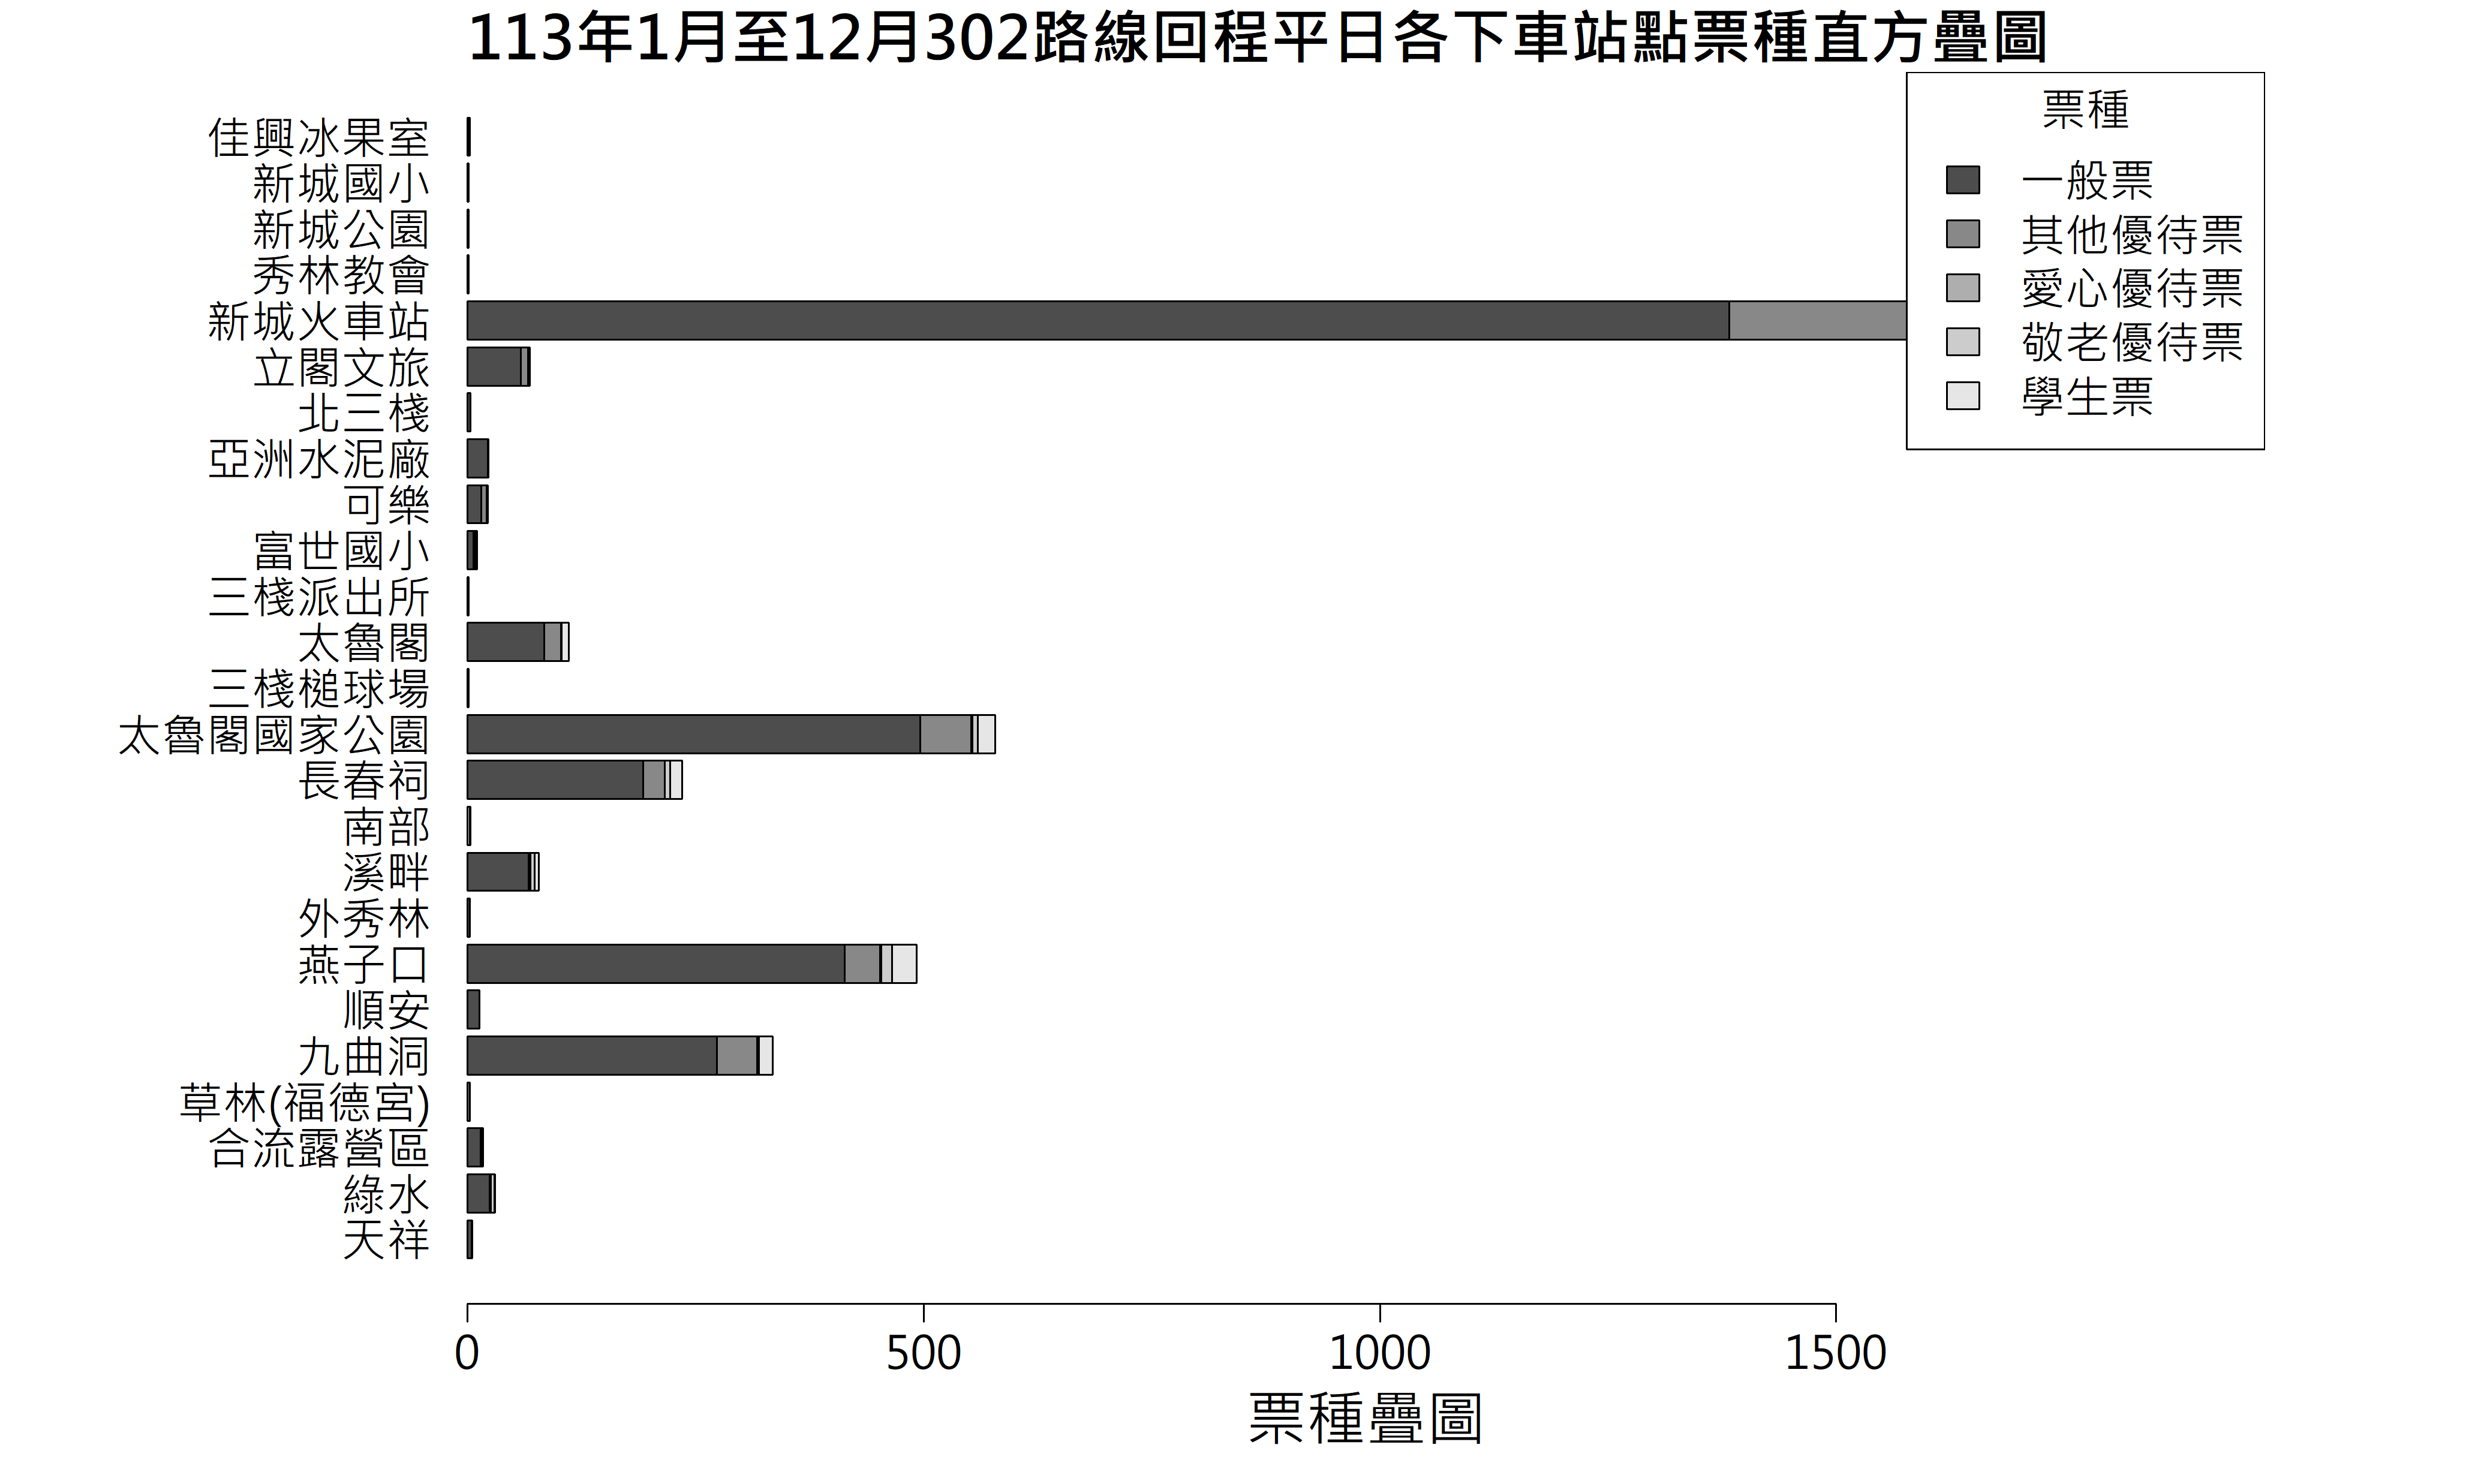 113年1月至12月302路線回程平日各下車站點票種直方疊圖
票種
一般票
其他優待票
愛心優待票
敬老優待票
學生票
佳興冰果室
新城國小
新城公園
秀林教會
新城火車站
立閣文旅
北三棧
亞洲水泥廠
可樂
富世國小
三棧派出所
太魯閣
三棧槌球場
太魯閣國家公園
長春祠
南部
溪畔
外秀林
燕子口
順安
九曲洞
草林(福德宮)
合流露營區
綠水
天祥
0 500 1000 1500
票種疊圖